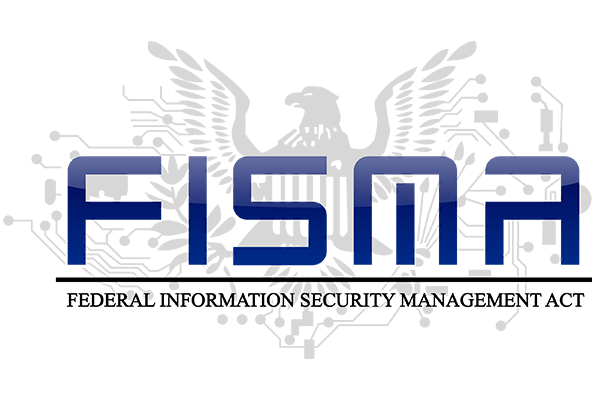 FISMA
FEDERAL INFORMATION SECURITY MANAGEMENT ACT